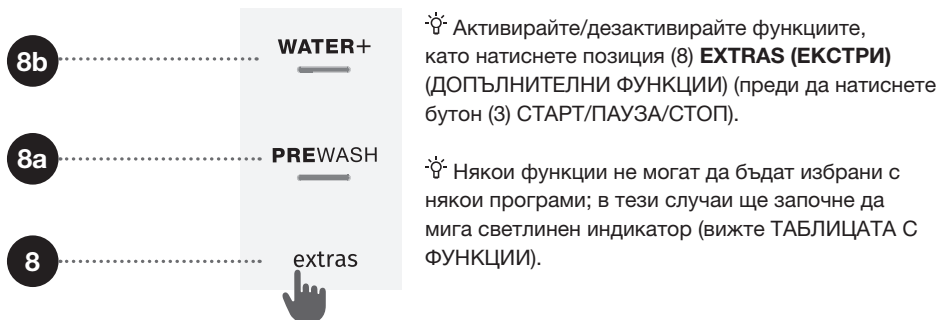 8b
WATER+
8a
PREWASH
8
extras
Активирайте/дезактивирайте функциите,
като натиснете позиция (8) EXTRAS (ЕКСТРИ)
(ДОПЪЛНИТЕЛНИ ФУНКЦИИ) (преди да натиснете
бутон (3) СТАРТ/ПАУЗА/СТОП).
Някои функции не могат да бъдат избрани с
някои програми; в тези случаи ще започне да
мига светлинен индикатор (вижте ТАБЛИЦАТА С
ФУНКЦИИ).